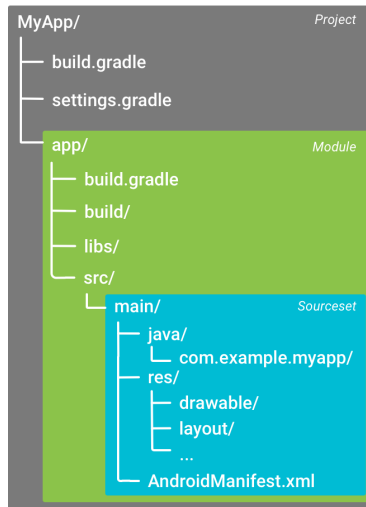 MyApp/ Project
build.gradle
settings.gradle
app/ Module
build.gradle
build/
libs/
src/
main/ Sourceset
java/
com.example.myapp/
res/
drawable/
layout/
...
AndroidManifest.xml